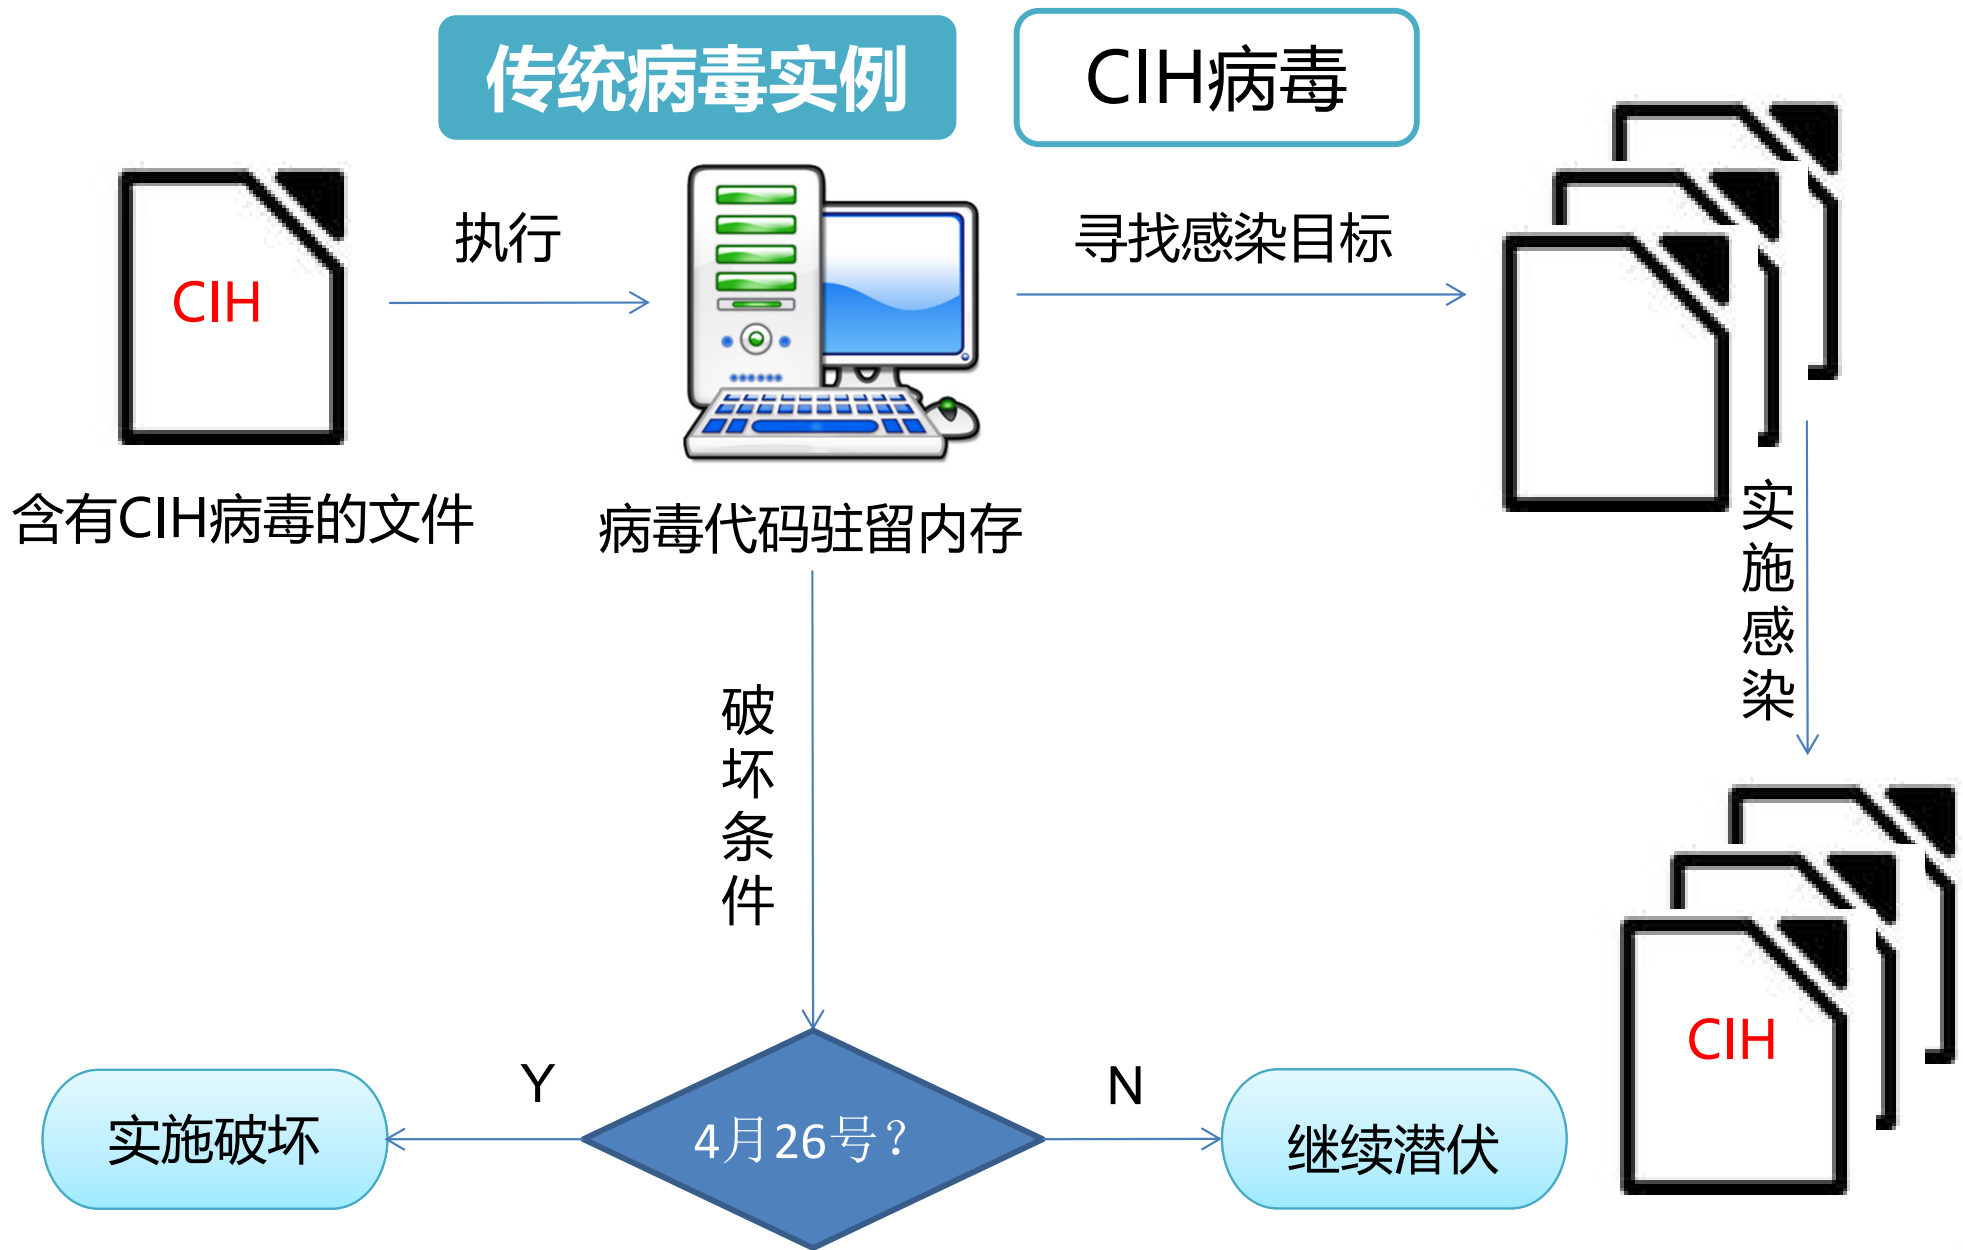 传统病毒实例
CIH病毒
CIH
执行
寻找感染目标
含有CIH病毒的文件
病毒代码驻留内存
实施感染
破坏条件
CIH
Y
N
实施破坏
4月26号？
继续潜伏